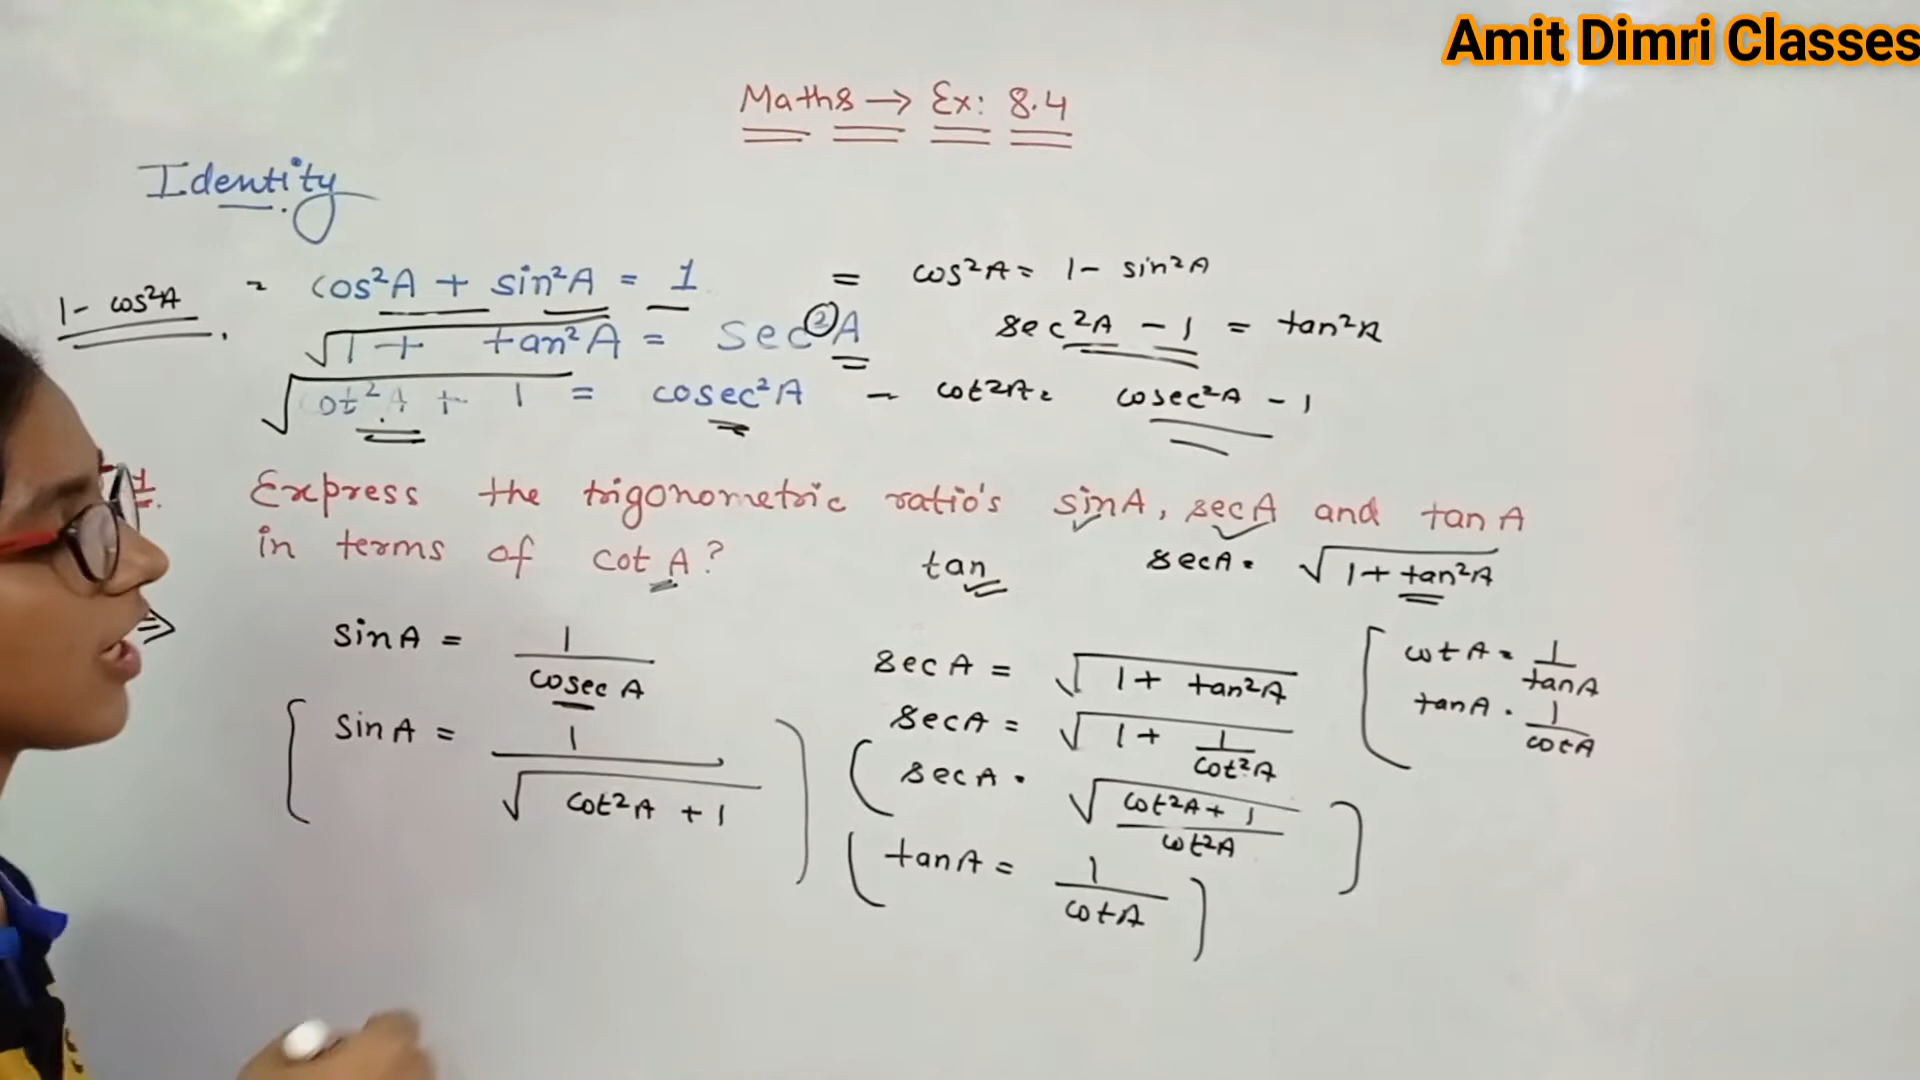 Amit Dimri Classes
Maths → Ex: 8.4
Identity
1 - cos²A = cos²A + sin²A = 1 = cos²A = 1 - sin²A
√1 + tan²A = sec²A sec²A - 1 = tan²A
√cot²A + 1 = cosec²A - cot²A = cosec²A - 1
1. Express the trigonometric ratio's sinA, secA and tanA
in terms of cot A?
tan secA = √1 + tan²A
⇒ sinA = 1/cosec A
sinA = 1/√cot²A + 1
secA = √1 + tan²A
secA = √1 + 1/cot²A
secA = √cot²A + 1/cot²A
tanA = 1/cotA
cotA = 1/tanA
tanA = 1/cotA